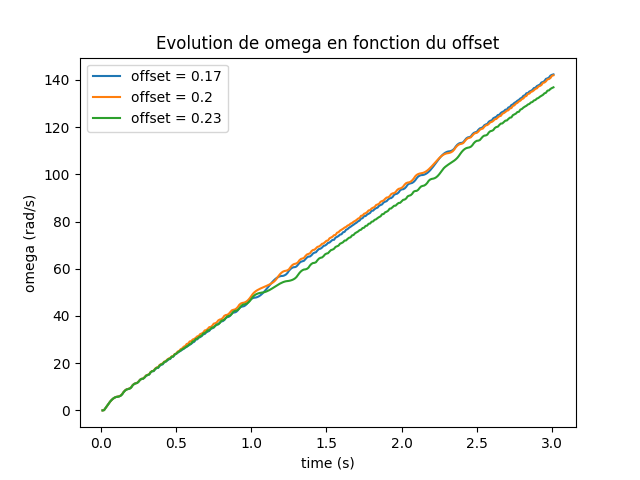 Evolution de omega en fonction du offset
offset = 0.17
offset = 0.2
offset = 0.23
omega (rad/s)
140
120
100
80
60
40
20
0
0.0 0.5 1.0 1.5 2.0 2.5 3.0
time (s)